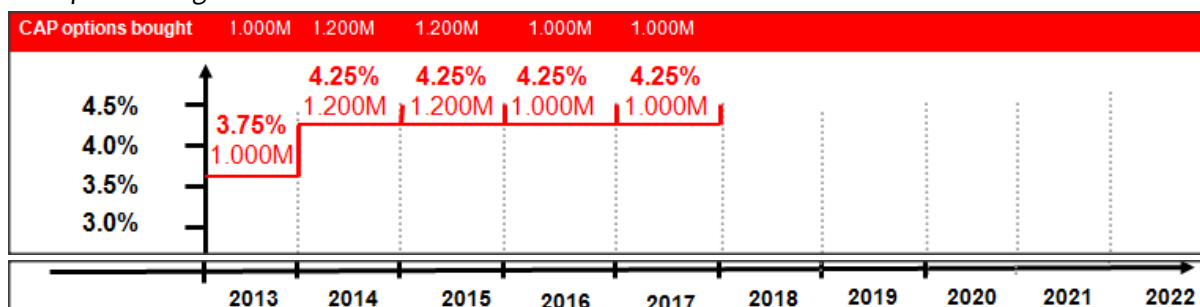 CAP options bought 1.000M 1.200M 1.200M 1.000M 1.000M
4.25% 4.25% 4.25% 4.25%
4.5% 1.200M 1.200M 1.000M 1.000M
3.75%
4.0% 1.000M
3.5%
3.0%
2013 2014 2015 2016 2017 2018 2019 2020 2021 2022